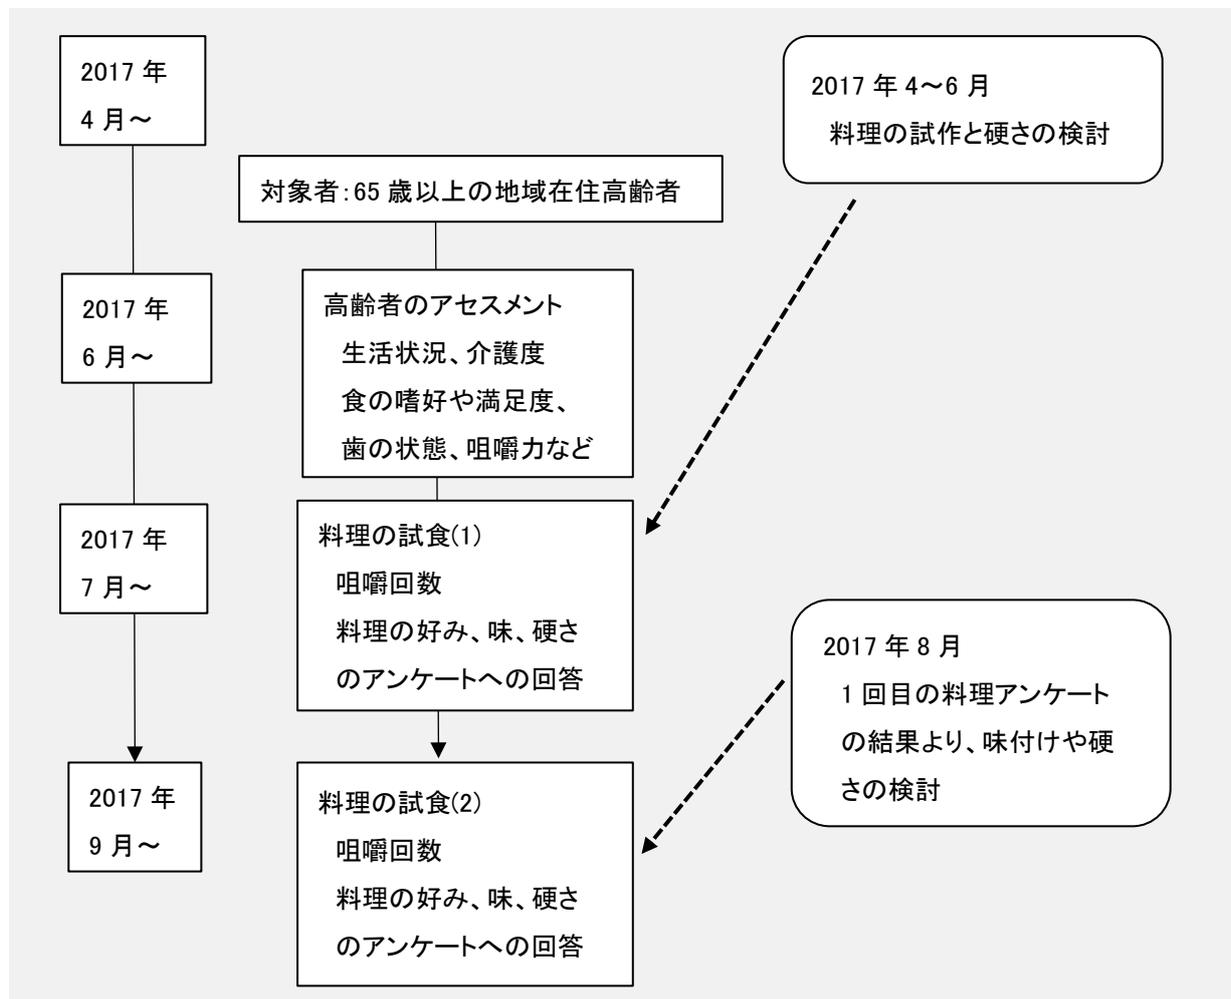 2017 年
4 月～
2017 年 4～6 月
料理の試作と硬さの検討
対象者：65 歳以上の地域在住高齢者
2017 年
6 月～
高齢者のアセスメント
生活状況、介護度
食の嗜好や満足度、
歯の状態、咀嚼力など
2017 年
7 月～
料理の試食(1)
咀嚼回数
料理の好み、味、硬さ
のアンケートへの回答
2017 年 8 月
1 回目の料理アンケート
の結果より、味付けや硬
さの検討
2017 年
9 月～
料理の試食(2)
咀嚼回数
料理の好み、味、硬さ
のアンケートへの回答